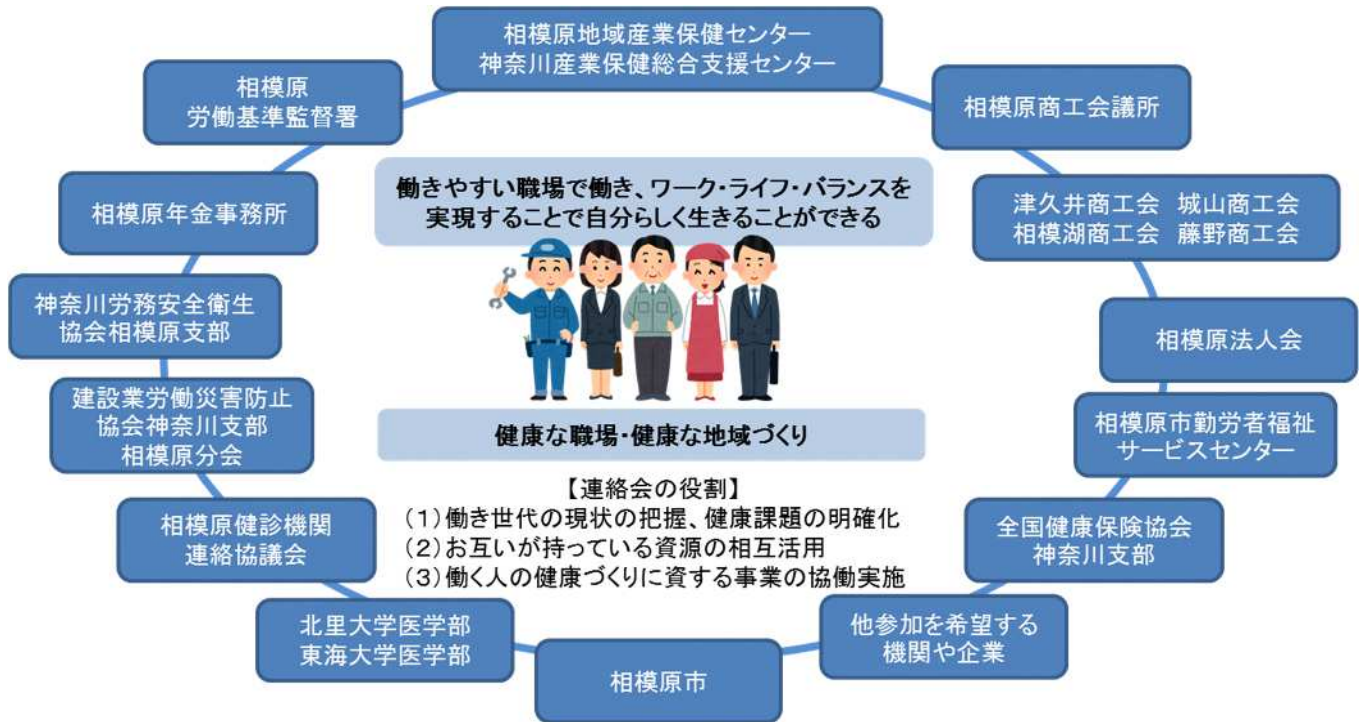 相模原地域産業保健センター
神奈川産業保健総合支援センター
相模原
労働基準監督署
相模原商工会議所
相模原年金事務所
働きやすい職場で働き、ワーク・ライフ・バランスを
実現することで自分らしく生きることができる
津久井商工会 城山商工会
相模湖商工会 藤野商工会
神奈川労務安全衛生
協会相模原支部
相模原法人会
建設業労働災害防止
協会神奈川支部
相模原分会
健康な職場・健康な地域づくり
相模原市勤労者福祉
サービスセンター
【連絡会の役割】
(1)働き世代の現状の把握、健康課題の明確化
(2)お互いが持っている資源の相互活用
(3)働く人の健康づくりに資する事業の協働実施
相模原健診機関
連絡協議会
全国健康保険協会
神奈川支部
北里大学医学部
東海大学医学部
相模原市
他参加を希望する
機関や企業